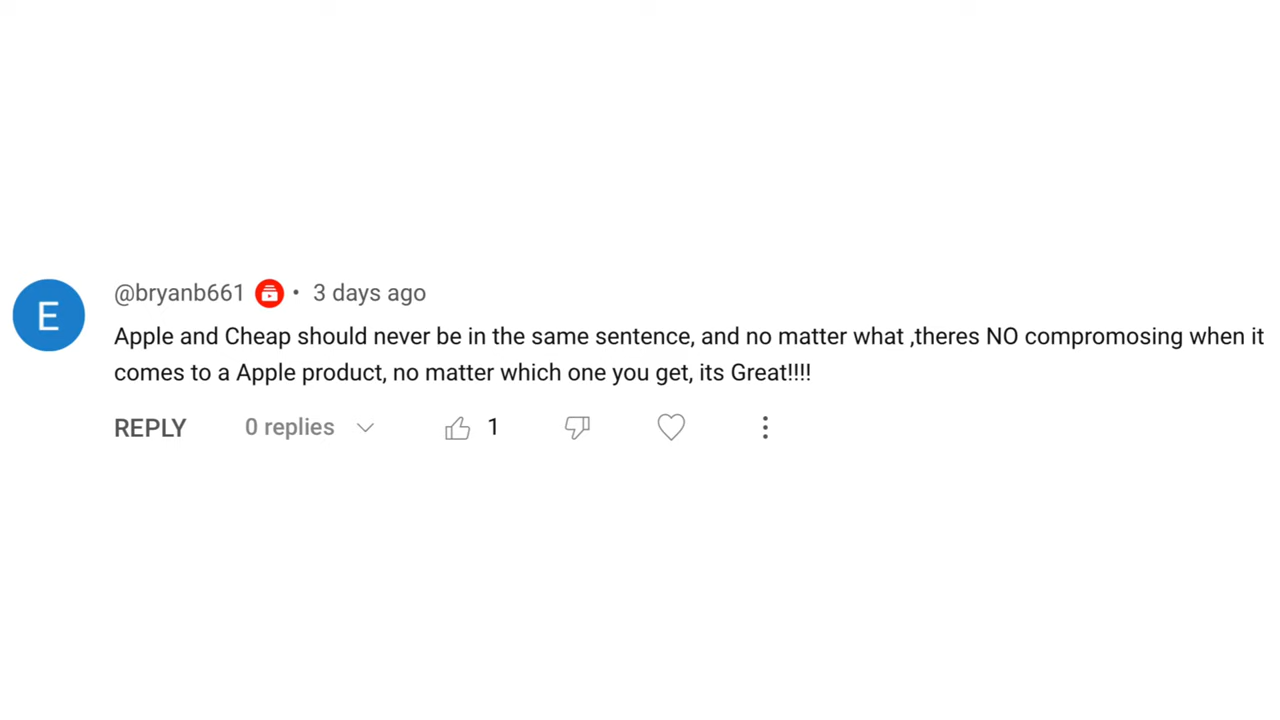 E
@bryanb661 • 3 days ago
Apple and Cheap should never be in the same sentence, and no matter what ,theres NO compromosing when it
comes to a Apple product, no matter which one you get, its Great!!!!
REPLY 0 replies 1